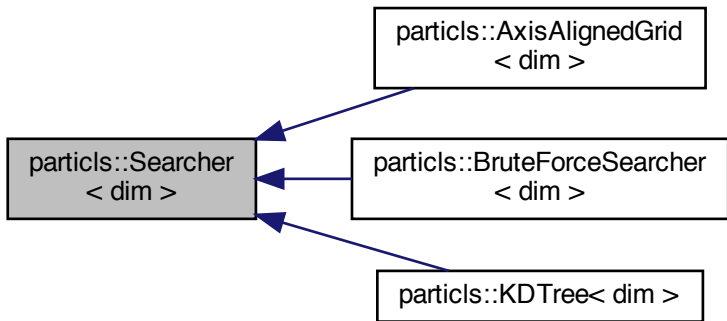 particls::AxisAlignedGrid
< dim >
particls::Searcher
< dim >
particls::BruteForceSearcher
< dim >
particls::KDTree< dim >